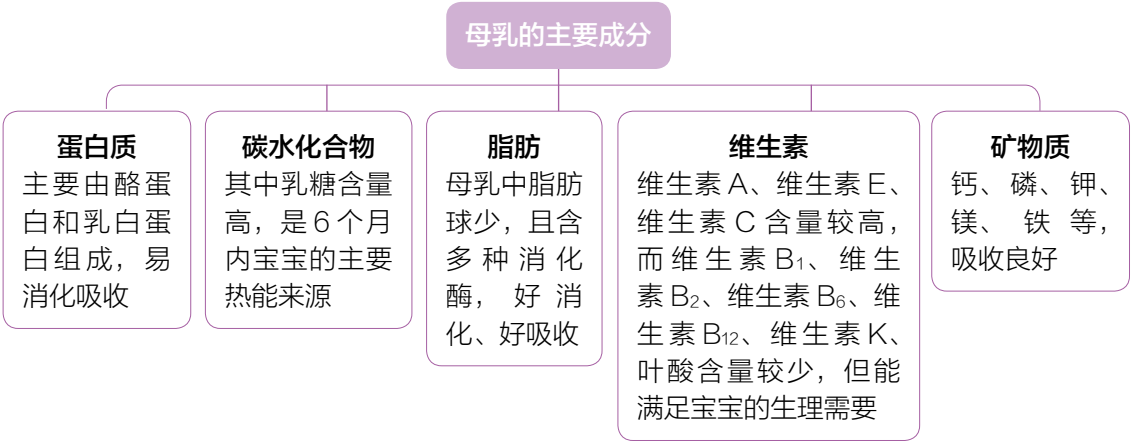 母乳的主要成分
蛋白质
主要由酪蛋
白和乳白蛋
白组成，易
消化吸收
碳水化合物
其中乳糖含量
高，是6个月
内宝宝的主要
热能来源
脂肪
母乳中脂肪
球少，且含
多种消化
酶，好消
化、好吸收
维生素
维生素A、维生素E、
维生素C含量较高，
而维生素B₁、维生
素B₂、维生素B₆、维
生素B₁₂、维生素K、
叶酸含量较少，但能
满足宝宝的生理需要
矿物质
钙、磷、钾、
镁、铁等，
吸收良好